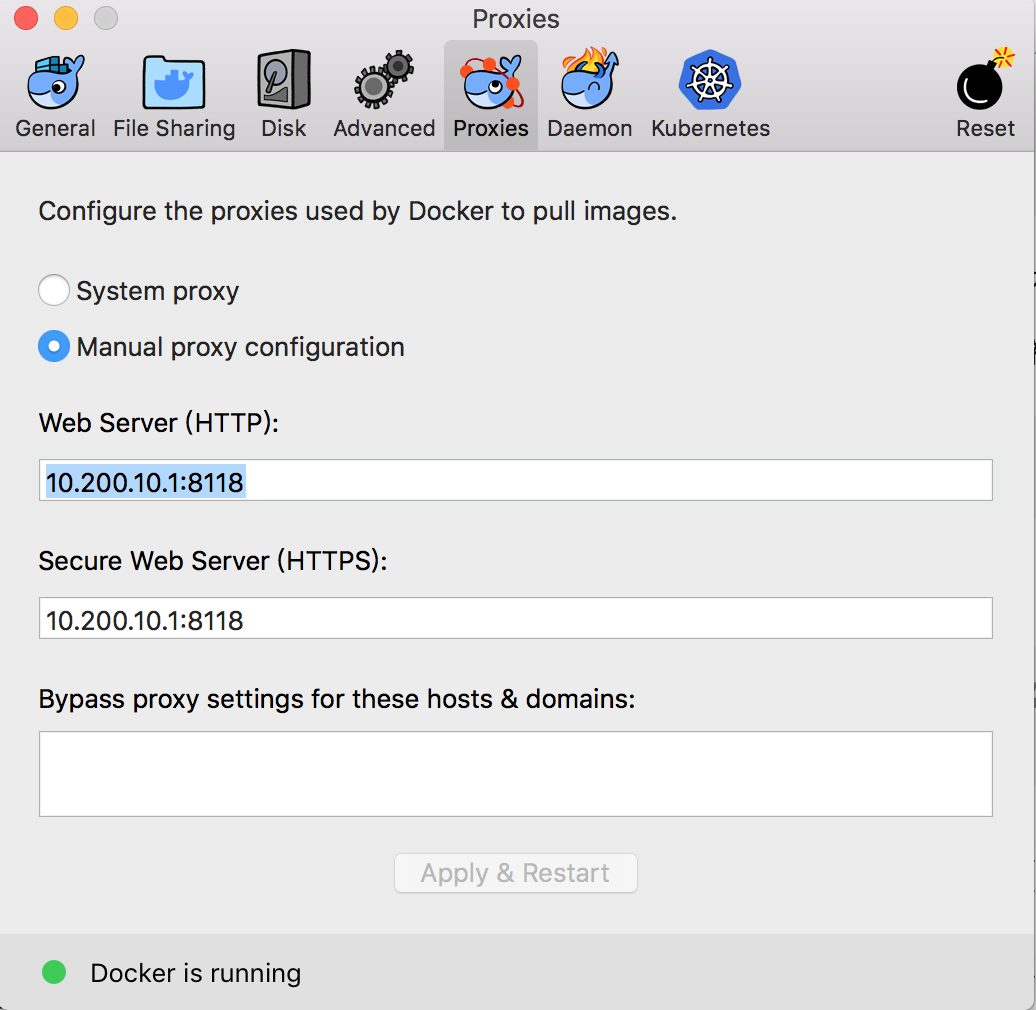 Proxies
General File Sharing Disk Advanced Proxies Daemon Kubernetes Reset
Configure the proxies used by Docker to pull images.
System proxy
Manual proxy configuration
Web Server (HTTP):
10.200.10.1:8118
Secure Web Server (HTTPS):
10.200.10.1:8118
Bypass proxy settings for these hosts & domains:
Apply & Restart
Docker is running